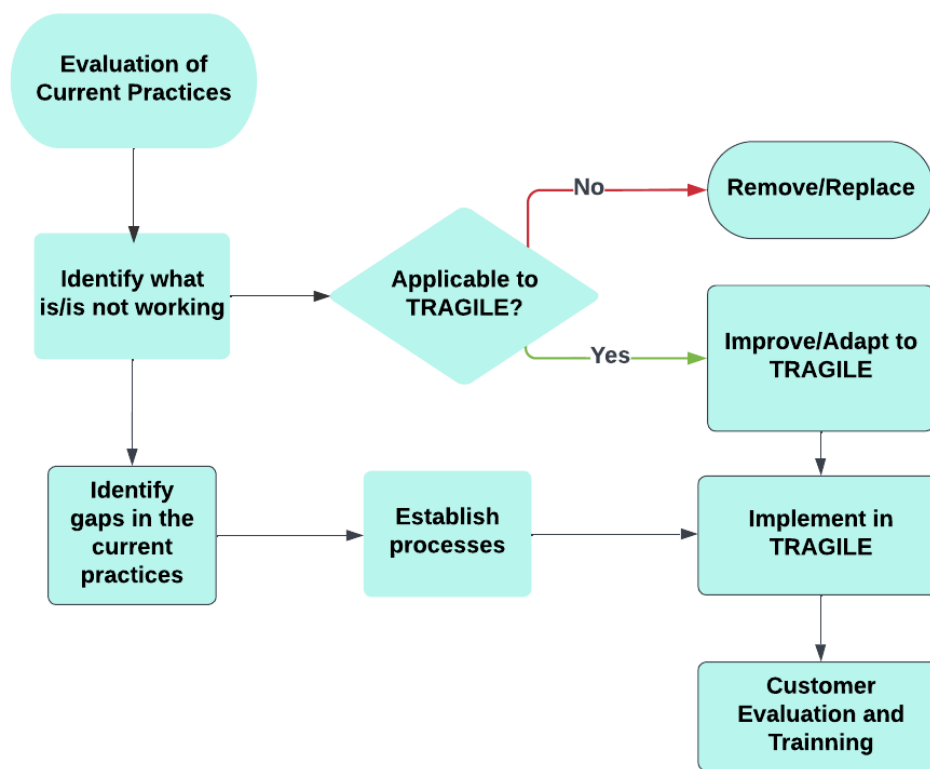 Evaluation of
Current Practices
No
Remove/Replace
Identify what
is/is not working
Applicable to
TRAGILE?
Yes
Improve/Adapt to
TRAGILE
Identify
gaps in the
current
practices
Establish
processes
Implement in
TRAGILE
Customer
Evaluation and
Trainning